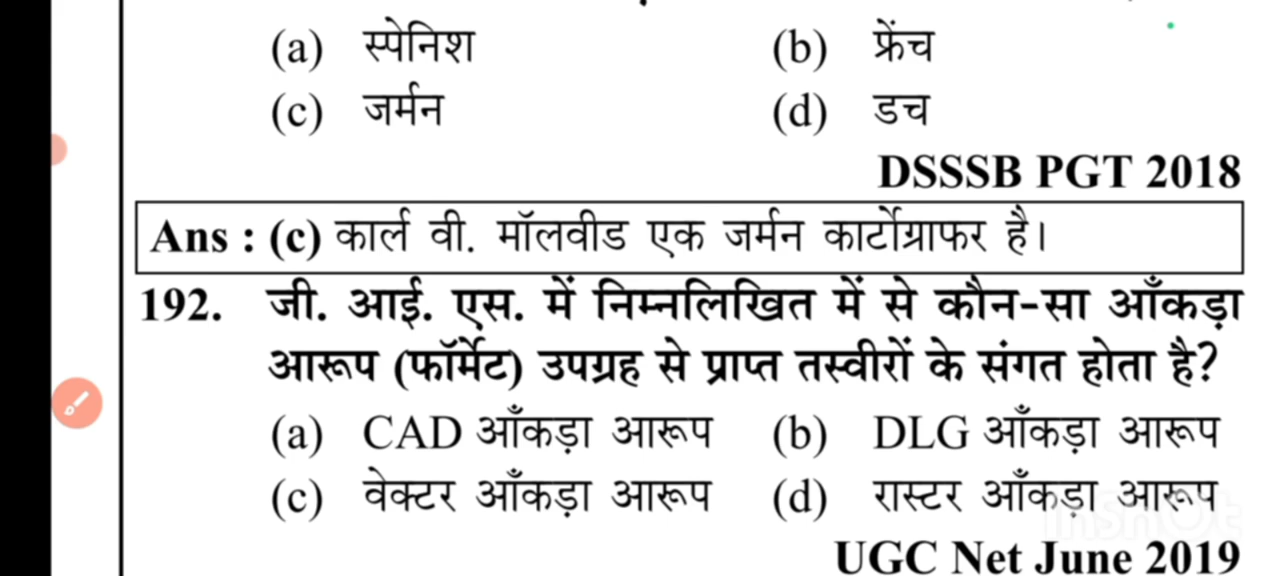 (a) स्पेनिश (b) फ्रेंच
(c) जर्मन (d) डच
DSSSB PGT 2018
Ans : (c) कार्ल वी. मॉलवीड एक जर्मन कार्टोग्राफर है।
192. जी. आई. एस. में निम्नलिखित में से कौन-सा आँकड़ा
आरूप (फॉर्मेट) उपग्रह से प्राप्त तस्वीरों के संगत होता है?
(a) CAD आँकड़ा आरूप (b) DLG आँकड़ा आरूप
(c) वेक्टर आँकड़ा आरूप (d) रास्टर आँकड़ा आरूप
InShOt
UGC Net June 2019